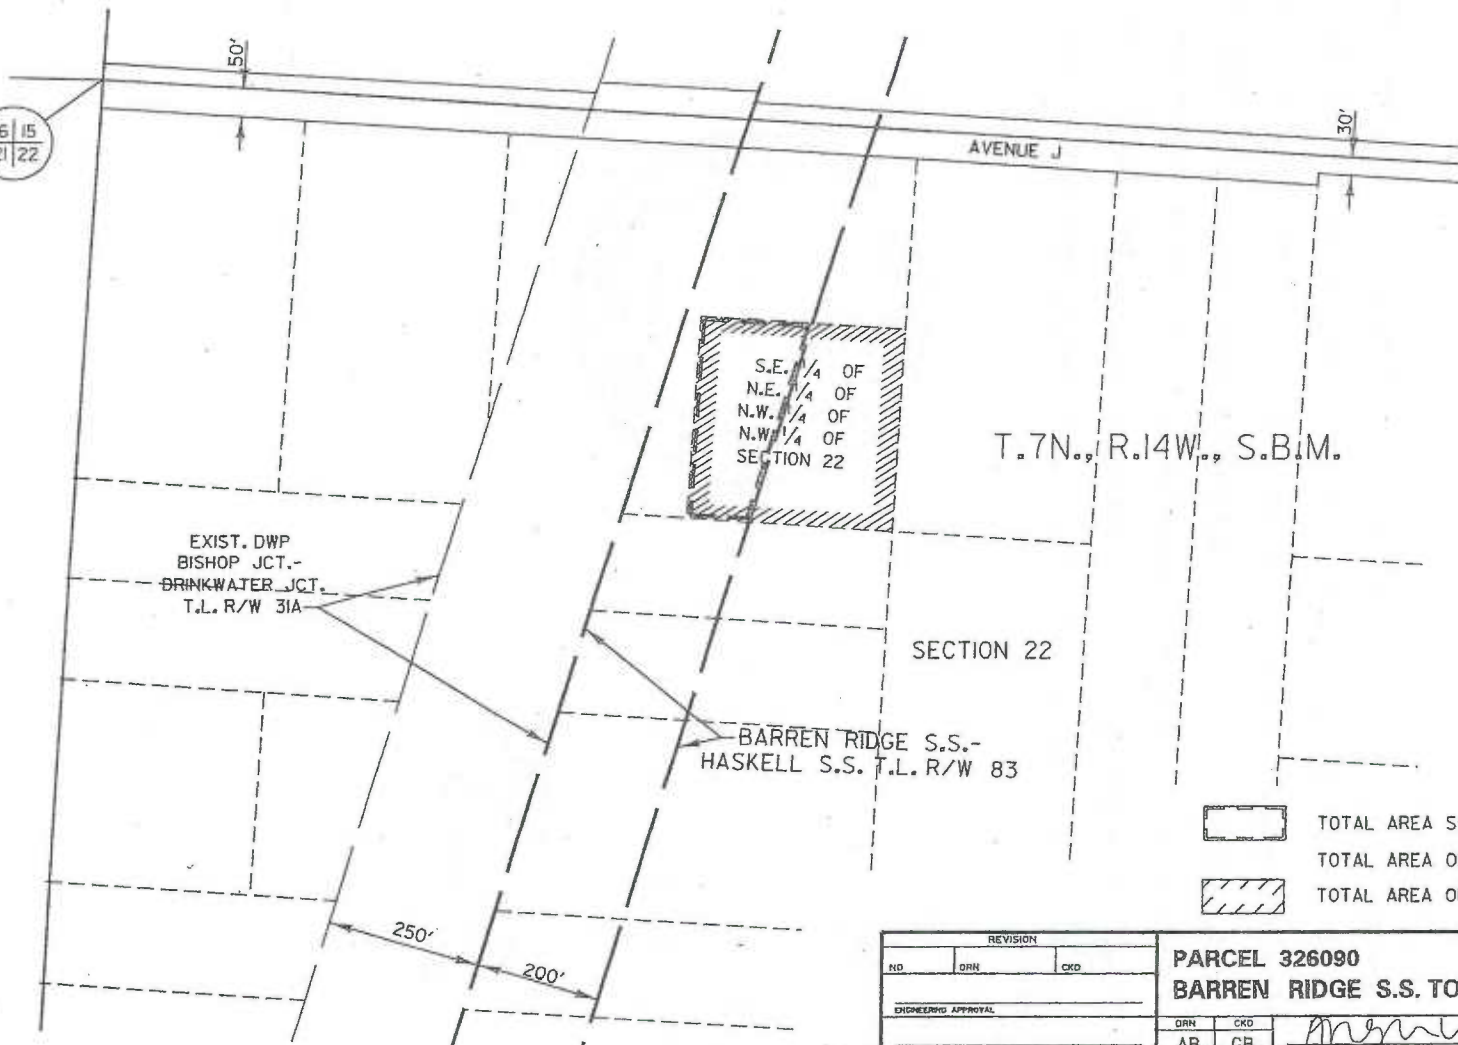 50'
15
22
30'
AVENUE J
S.E. 1/4 OF
N.E. 1/4 OF
N.W. 1/4 OF
N.W. 1/4 OF
SECTION 22
T.7N., R.14W., S.B.M.
EXIST. DWP
BISHOP JCT.-
DRINKWATER JCT.
T.L. R/W 31A
SECTION 22
BARREN RIDGE S.S.-
HASKELL S.S. T.L. R/W 83
TOTAL AREA S
TOTAL AREA O
TOTAL AREA O
250'
200'
REVISION
NO DRN CKD
ENGINEERING APPROVAL
PARCEL 326090
BARREN RIDGE S.S. TO
DRN CKD
AB CB